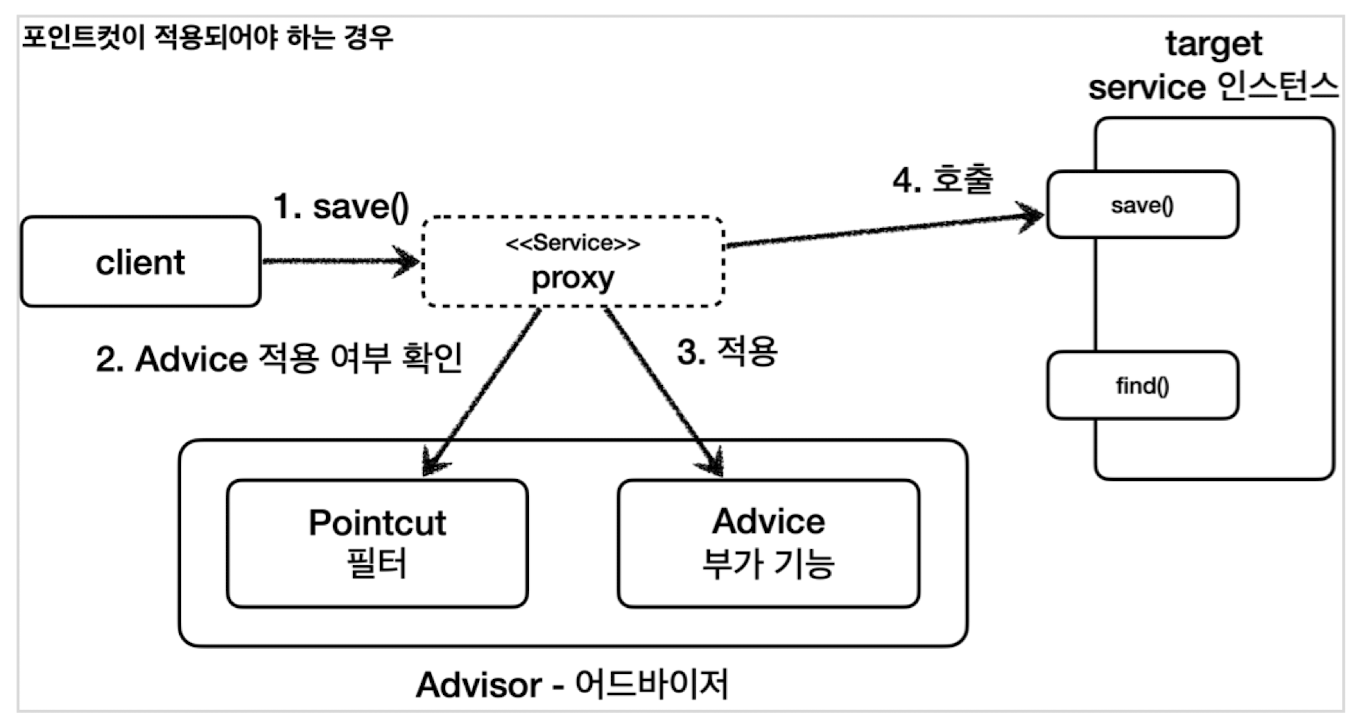 포인트컷이 적용되어야 하는 경우
target
service 인스턴스
4. 호출
1. save()
save()
<<Service>>
proxy
client
2. Advice 적용 여부 확인
3. 적용
find()
Pointcut
필터
Advice
부가 기능
Advisor - 어드바이저